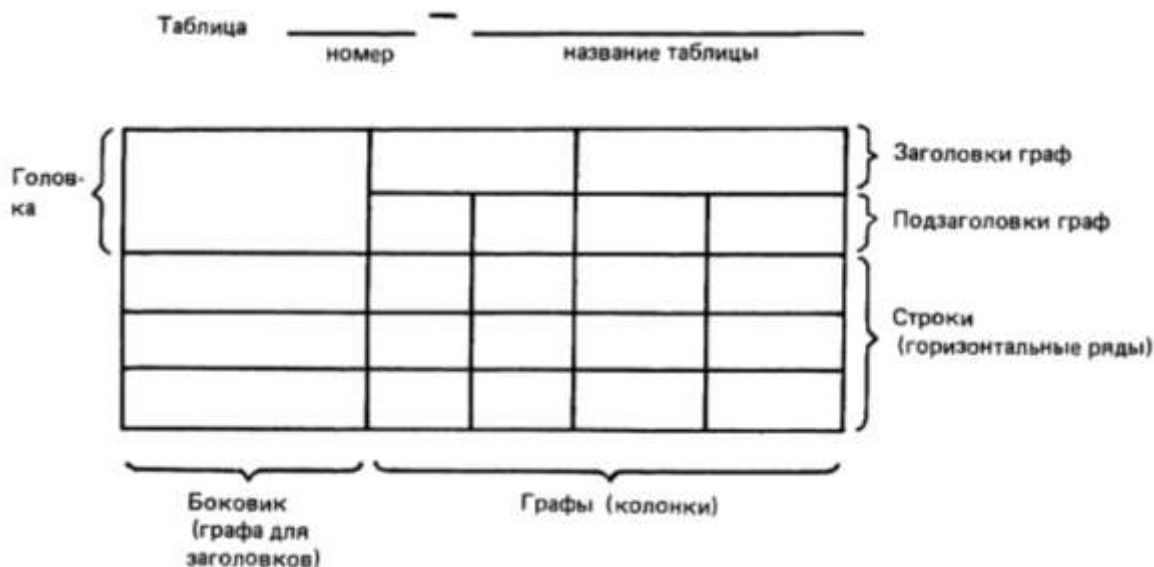 Таблица –
номер название таблицы
Заголовки граф
Голов-
ка
Подзаголовки граф
Строки
(горизонтальные ряды)
Боковик
(графа для
заголовков)
Графы (колонки)